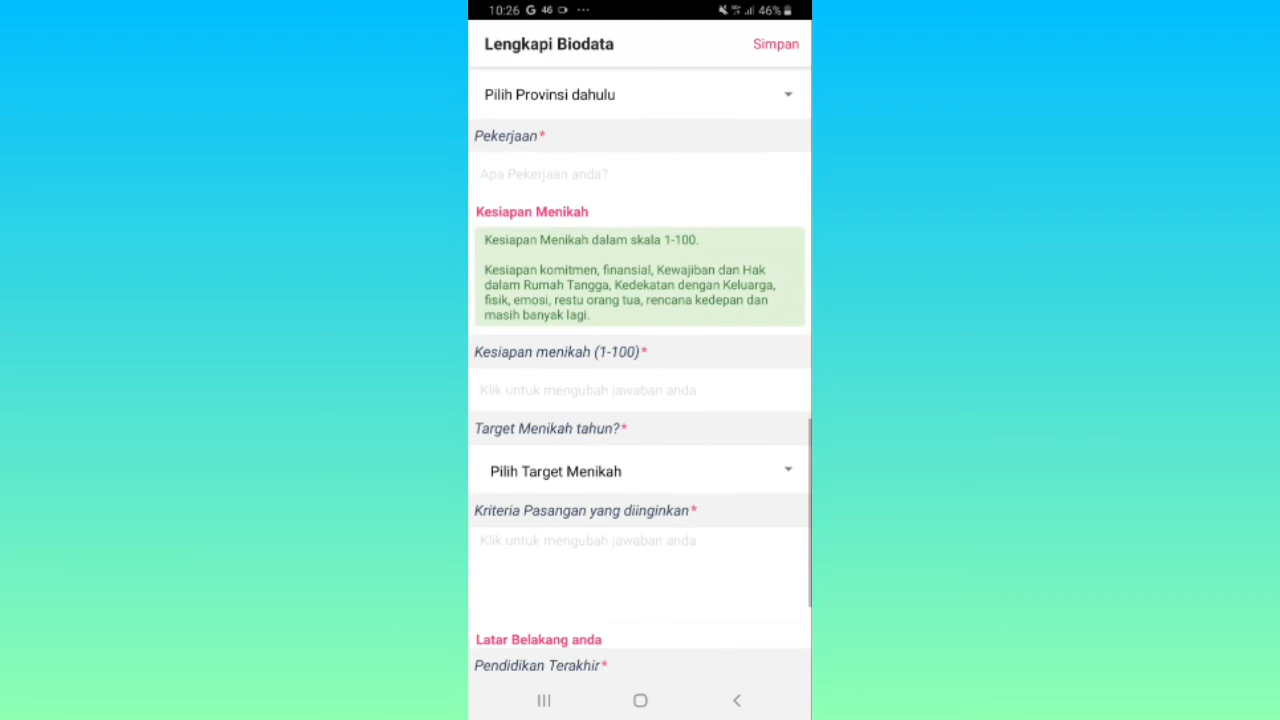 10:26 G 46 ... 46%
Lengkapi Biodata Simpan
Pilih Provinsi dahulu
Pekerjaan*
Apa Pekerjaan anda?
Kesiapan Menikah
Kesiapan Menikah dalam skala 1-100.
Kesiapan komitmen, finansial, Kewajiban dan Hak
dalam Rumah Tangga, Kedekatan dengan Keluarga,
fisik, emosi, restu orang tua, rencana kedepan dan
masih banyak lagi.
Kesiapan menikah (1-100)*
Klik untuk mengubah jawaban anda
Target Menikah tahun?*
Pilih Target Menikah
Kriteria Pasangan yang diinginkan*
Klik untuk mengubah jawaban anda
Latar Belakang anda
Pendidikan Terakhir*